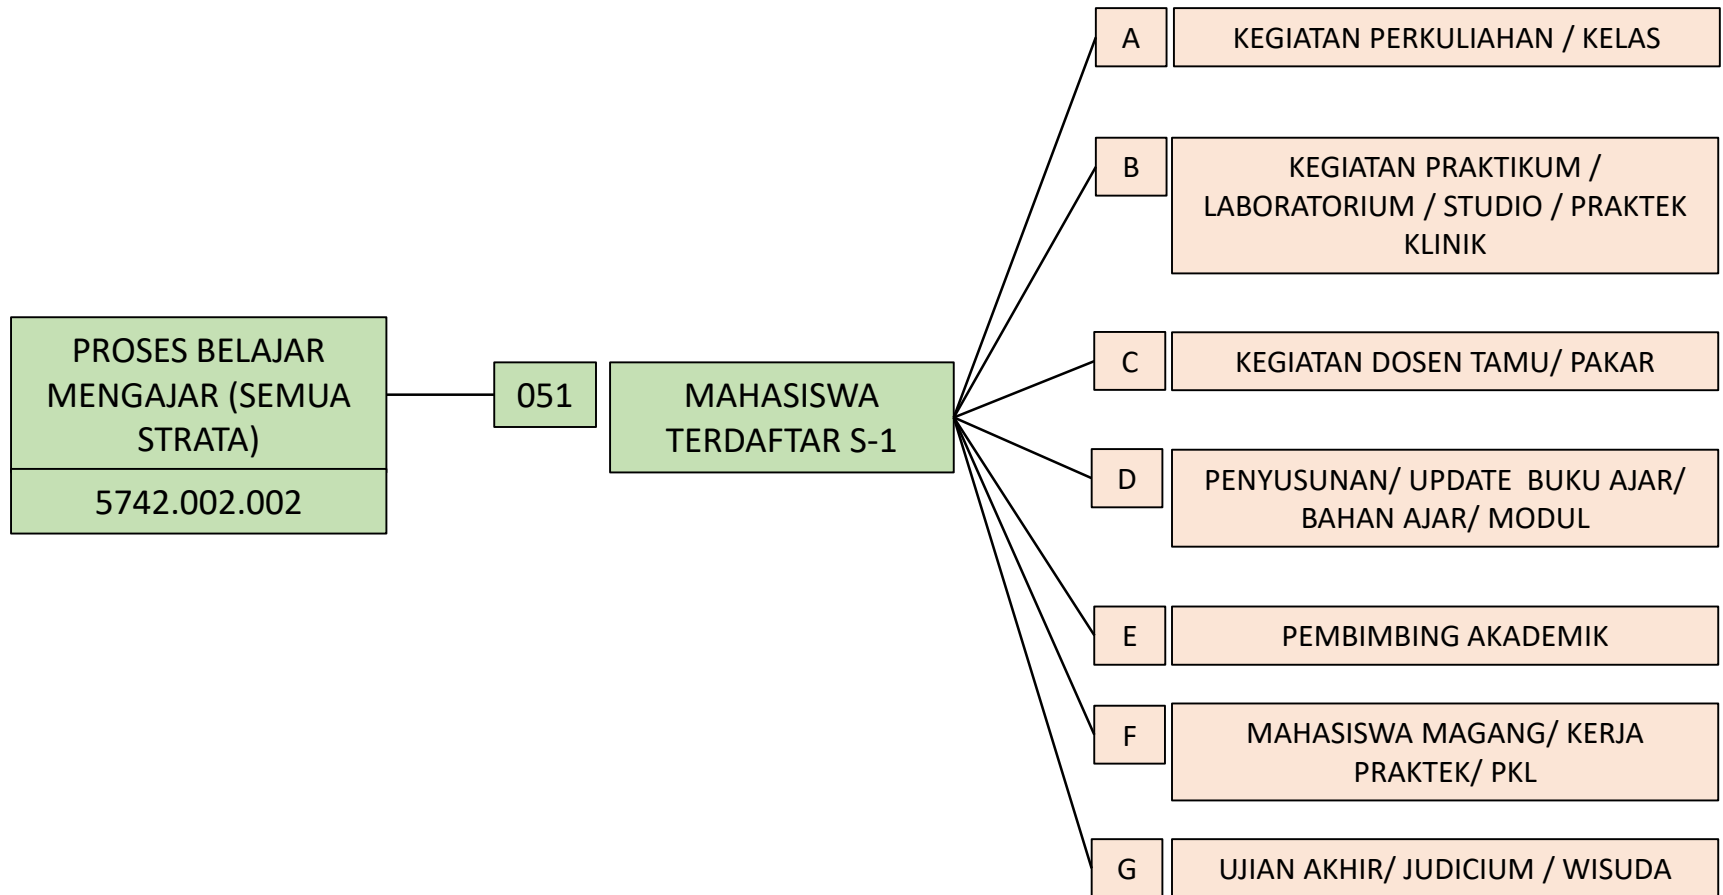 PROSES BELAJAR
MENGAJAR (SEMUA
STRATA)
5742.002.002
051
MAHASISWA
TERDAFTAR S-1
A
KEGIATAN PERKULIAHAN / KELAS
B
KEGIATAN PRAKTIKUM /
LABORATORIUM / STUDIO / PRAKTEK
KLINIK
C
KEGIATAN DOSEN TAMU/ PAKAR
D
PENYUSUNAN/ UPDATE  BUKU AJAR/
BAHAN AJAR/ MODUL
E
PEMBIMBING AKADEMIK
F
MAHASISWA MAGANG/ KERJA
PRAKTEK/ PKL
G
UJIAN AKHIR/ JUDICIUM / WISUDA